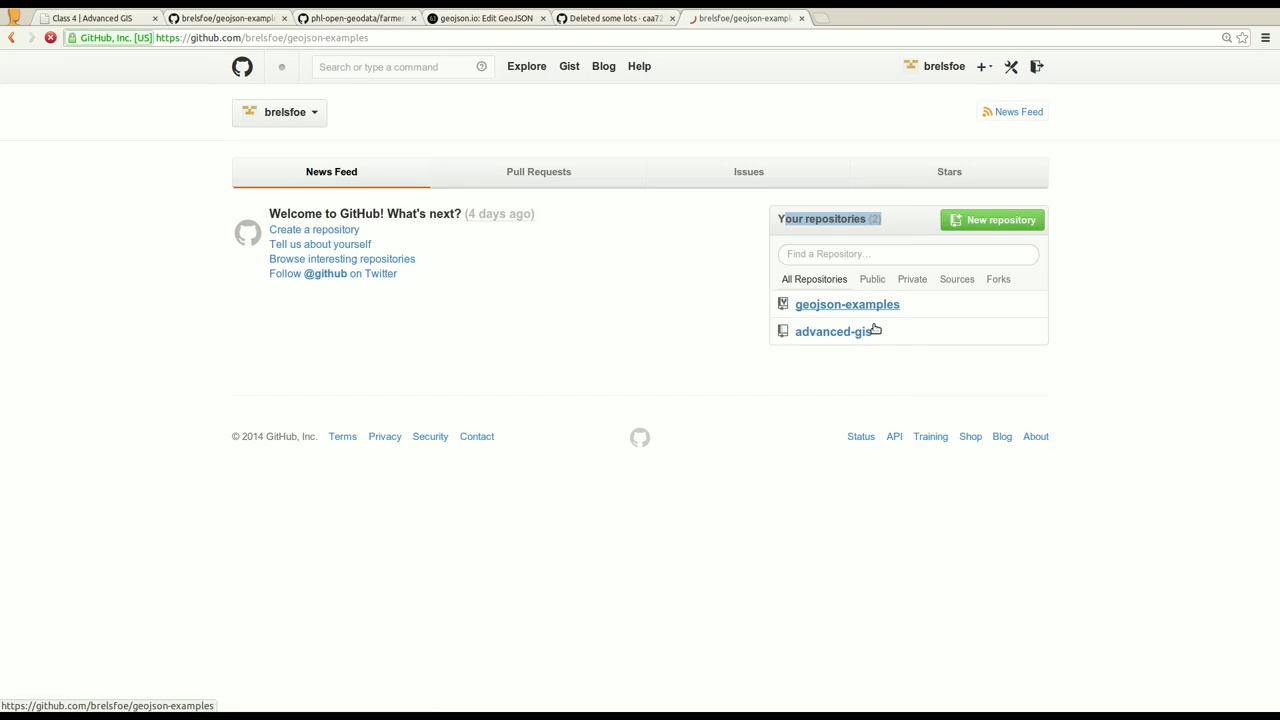 Class 4 | Advanced GIS
brelsfoe/geojson-exampl
phl-open-geodata/farmer
geojson.io: Edit GeoJSON
Deleted some lots · caa72
brelsfoe/geojson-exampl
GitHub, Inc. [US] https://github.com/brelsfoe/geojson-examples
Search or type a command
Explore Gist Blog Help
brelsfoe
brelsfoe
News Feed
News Feed
Pull Requests
Issues
Stars
Welcome to GitHub! What's next? (4 days ago)
Create a repository
Tell us about yourself
Browse interesting repositories
Follow @github on Twitter
Your repositories (2)
New repository
Find a Repository…
All Repositories Public Private Sources Forks
geojson-examples
advanced-gis
© 2014 GitHub, Inc. Terms Privacy Security Contact
Status API Training Shop Blog About
https://github.com/brelsfoe/geojson-examples